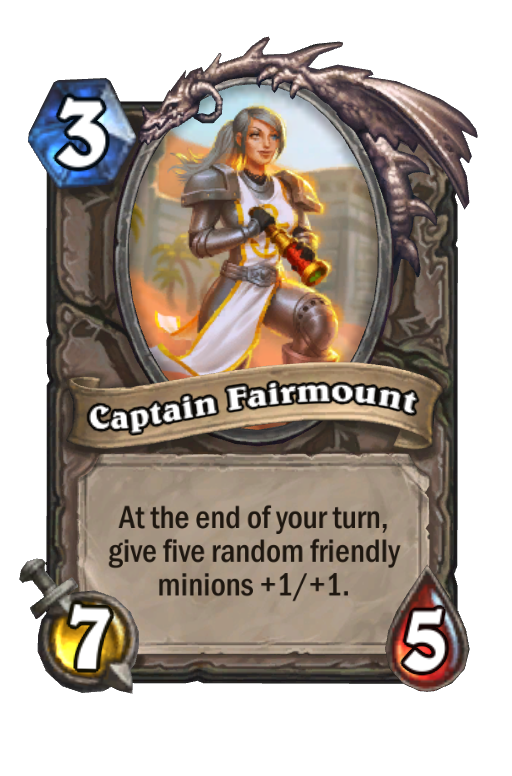 3
Captain Fairmount
At the end of your turn,
give five random friendly
minions +1/+1.
7
5